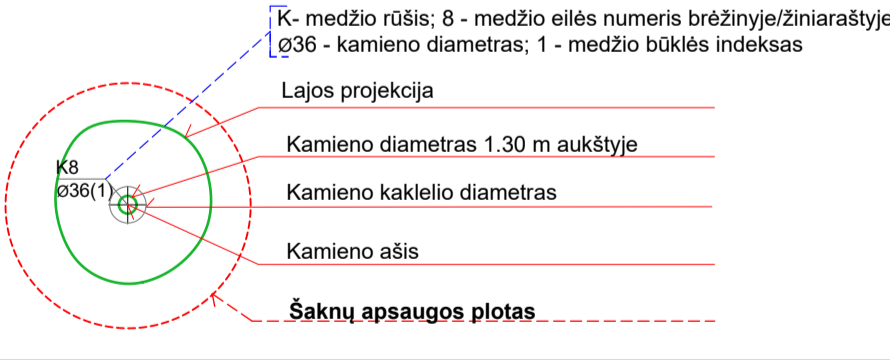 K- medžio rūšis; 8 - medžio eilės numeris brėžinyje/žiniaraštyje
Ø36 - kamieno diametras; 1 - medžio būklės indeksas
Lajos projekcija
Kamieno diametras 1.30 m aukštyje
K8
Ø36(1)
Kamieno kaklelio diametras
Kamieno ašis
Šaknų apsaugos plotas